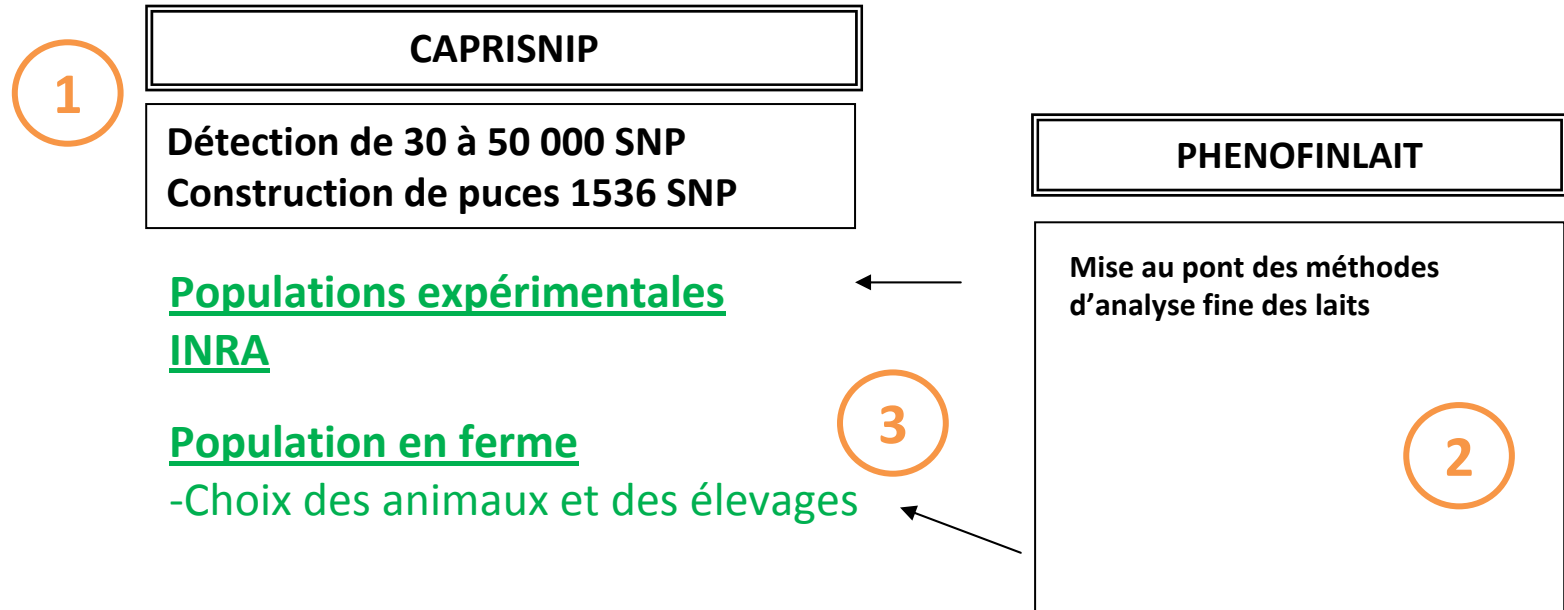 CAPRISNIP
1
Détection de 30 à 50 000 SNP
Construction de puces 1536 SNP
Populations expérimentales
INRA
3
Population en ferme
-Choix des animaux et des élevages
PHENOFINLAIT
Mise au pont des méthodes
d'analyse fine des laits
2